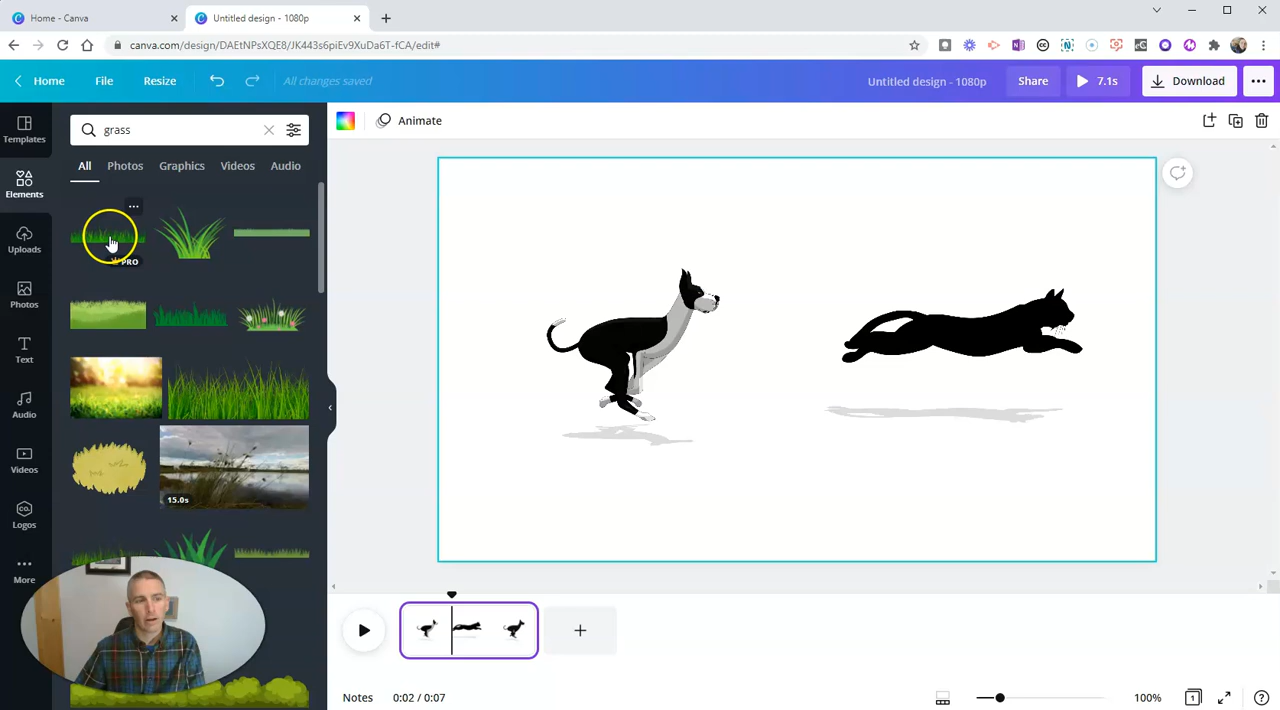 Home - Canva
Untitled design - 1080p
canva.com/design/DAEtNPsXQE8/JK443s6piEv9XuDa6T-fCA/edit#
Home
File
Resize
All changes saved
Untitled design - 1080p
Share
7.1s
Download
Templates
Elements
Uploads
Photos
Text
Audio
Videos
CO.
Logos
More
grass
All
Photos
Graphics
Videos
Audio
PRO
15.0s
Animate
Notes
0:02 / 0:07
100%
1